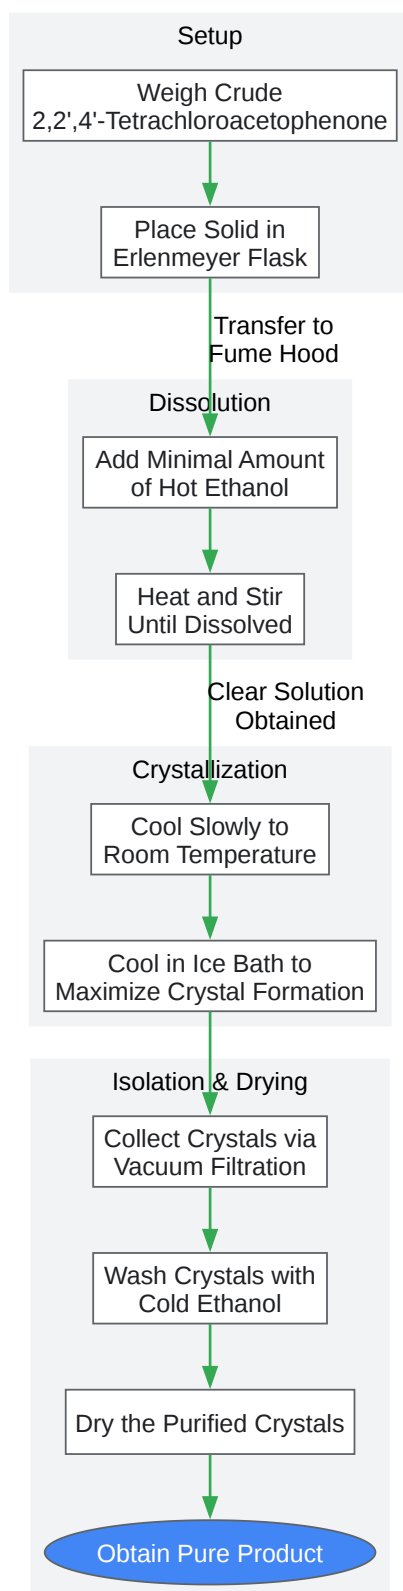 Setup
Weigh Crude
2,2',4'-Tetrachloroacetophenone
Place Solid in
Erlenmeyer Flask
Transfer to
Fume Hood
Dissolution
Add Minimal Amount
of Hot Ethanol
Heat and Stir
Until Dissolved
Clear Solution
Obtained
Crystallization
Cool Slowly to
Room Temperature
Cool in Ice Bath to
Maximize Crystal Formation
Isolation & Drying
Collect Crystals via
Vacuum Filtration
Wash Crystals with
Cold Ethanol
Dry the Purified Crystals
Obtain Pure Product